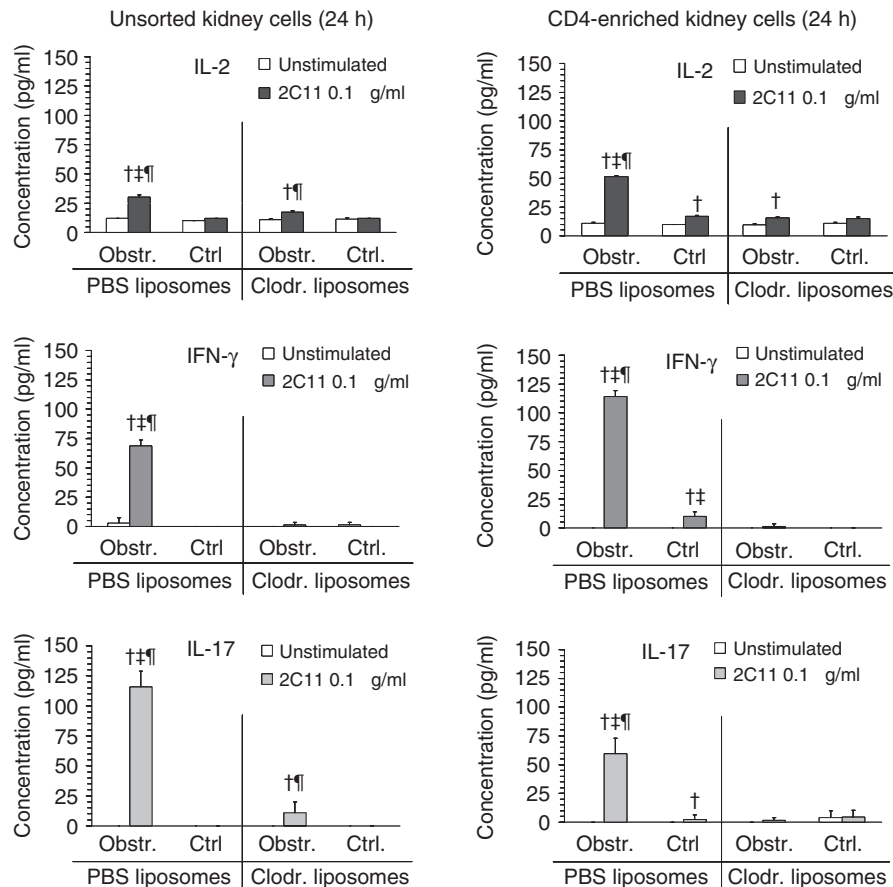 Unsorted kidney cells (24 h)
Concentration (pg/ml)
150
125
100
75
50
25
0
IL-2
Unstimulated
2C11 0.1 g/ml
†‡¶
†¶
Obstr. Ctrl Obstr. Ctrl.
PBS liposomes Clodr. liposomes
Concentration (pg/ml)
150
125
100
75
50
25
0
IFN-γ
Unstimulated
2C11 0.1 g/ml
†‡¶
Obstr. Ctrl Obstr. Ctrl.
PBS liposomes Clodr. liposomes
Concentration (pg/ml)
150
125
100
75
50
25
0
IL-17
Unstimulated
2C11 0.1 g/ml
†‡¶
†¶
Obstr. Ctrl Obstr. Ctrl.
PBS liposomes Clodr. liposomes
CD4-enriched kidney cells (24 h)
Concentration (pg/ml)
150
125
100
75
50
25
0
IL-2
Unstimulated
2C11 0.1 g/ml
†‡¶
†
†
Obstr. Ctrl Obstr. Ctrl.
PBS liposomes Clodr. liposomes
Concentration (pg/ml)
150
125
100
75
50
25
0
IFN-γ
Unstimulated
2C11 0.1 g/ml
†‡¶
†‡
Obstr. Ctrl Obstr. Ctrl.
PBS liposomes Clodr. liposomes
Concentration (pg/ml)
150
125
100
75
50
25
0
IL-17
Unstimulated
2C11 0.1 g/ml
†‡¶
†
Obstr. Ctrl Obstr. Ctrl.
PBS liposomes Clodr. liposomes